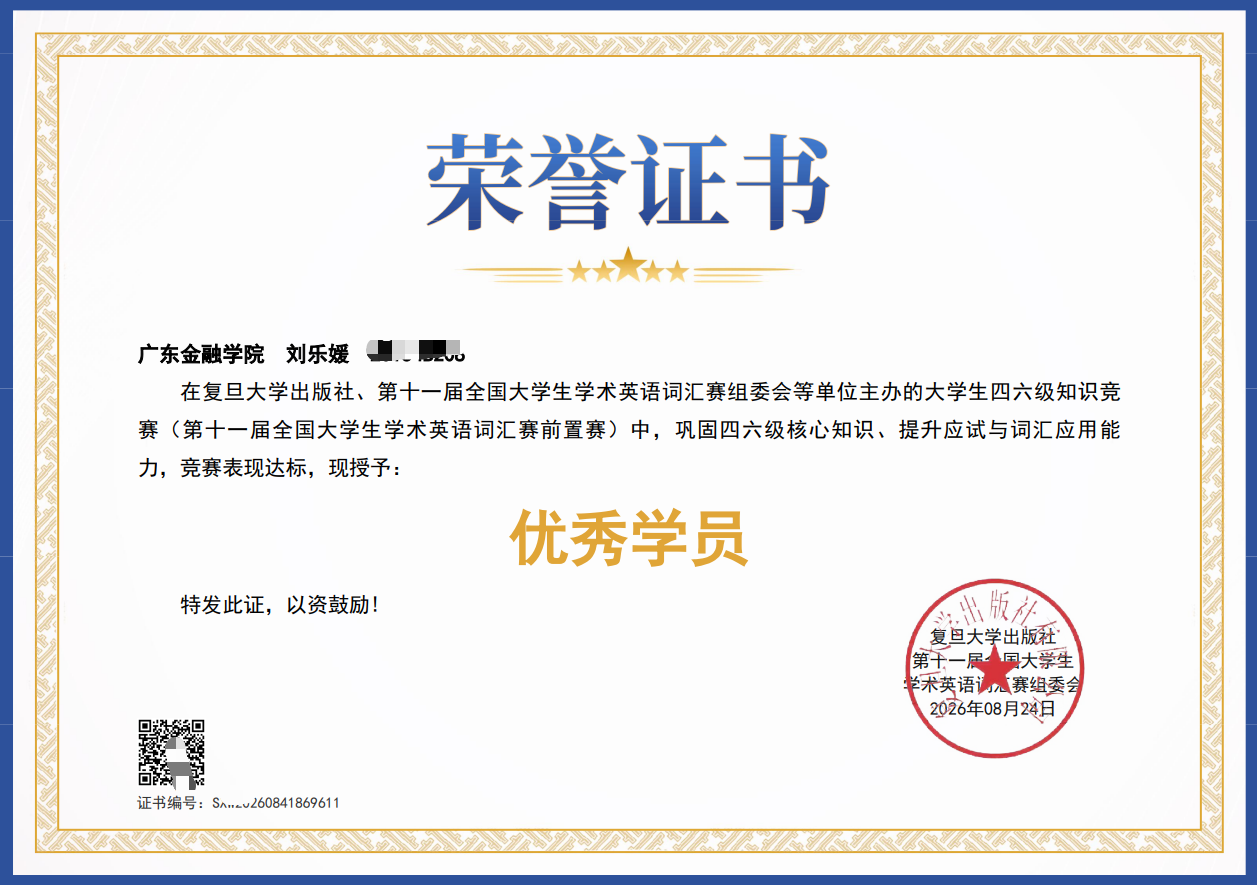 荣誉证书
广东金融学院 刘乐媛
在复旦大学出版社、第十一届全国大学生学术英语词汇赛组委会等单位主办的大学生四六级知识竞
赛（第十一届全国大学生学术英语词汇赛前置赛）中，巩固四六级核心知识、提升应试与词汇应用能
力，竞赛表现达标，现授予：
优秀学员
特发此证，以资鼓励！
复旦大学出版社
第十一届全国大学生
学术英语词汇赛组委会
2026年08月24日
证书编号：